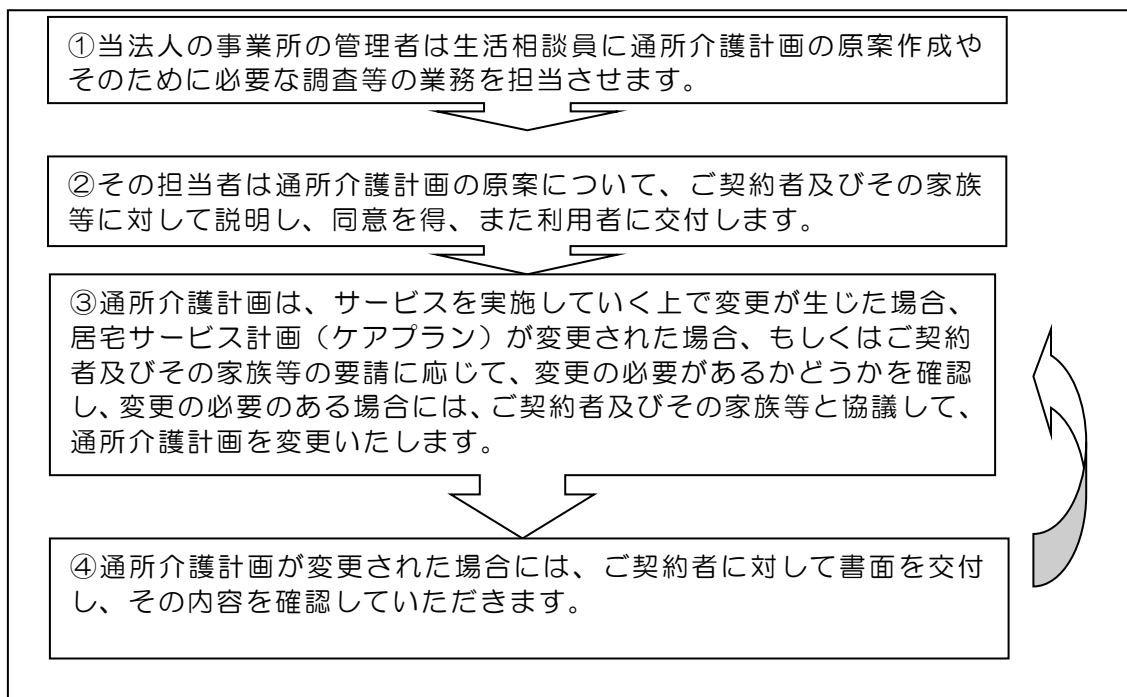 ①当法人の事業所の管理者は生活相談員に通所介護計画の原案作成や
そのために必要な調査等の業務を担当させます。
②その担当者は通所介護計画の原案について、ご契約者及びその家族
等に対して説明し、同意を得、また利用者に交付します。
③通所介護計画は、サービスを実施していく上で変更が生じた場合、
居宅サービス計画（ケアプラン）が変更された場合、もしくはご契約
者及びその家族等の要請に応じて、変更の必要があるかどうかを確認
し、変更の必要のある場合には、ご契約者及びその家族等と協議して、
通所介護計画を変更いたします。
④通所介護計画が変更された場合には、ご契約者に対して書面を交付
し、その内容を確認していただきます。